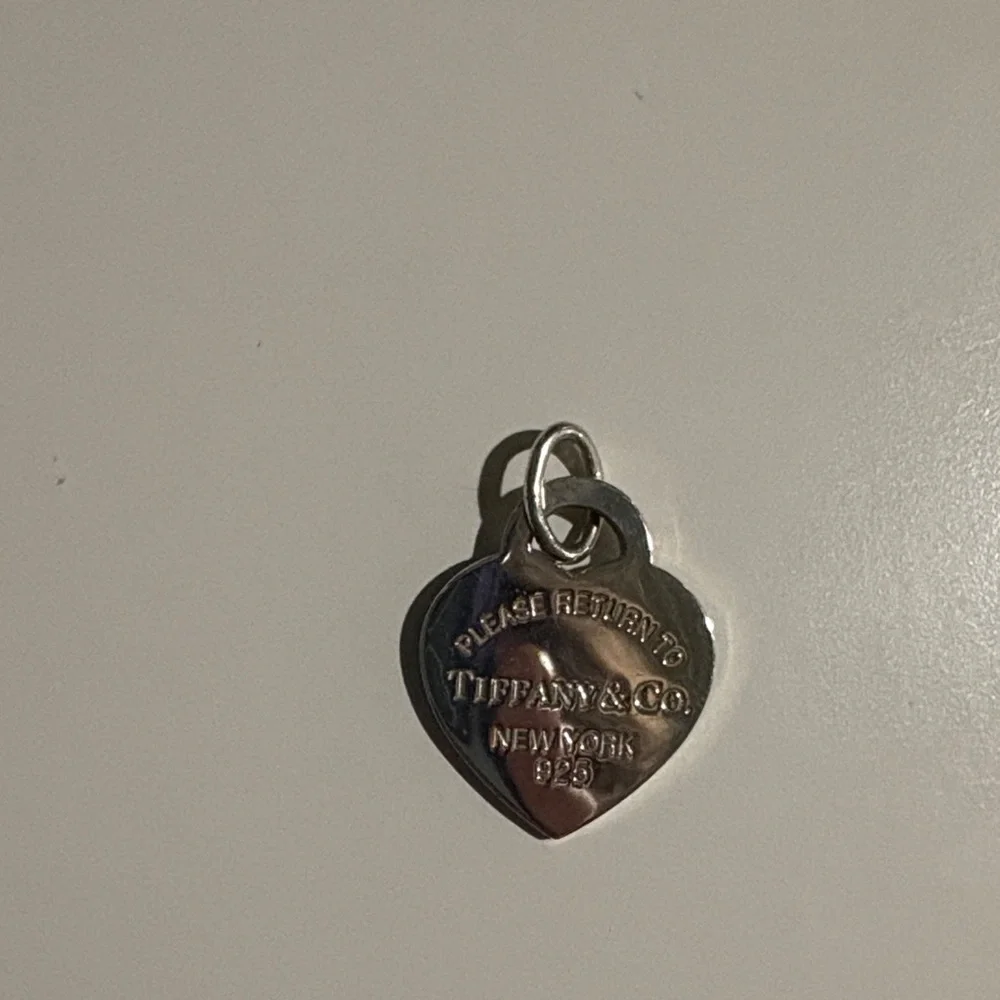 PLEASE RETURN TO
TIFFANY & CO.
NEW YORK
925